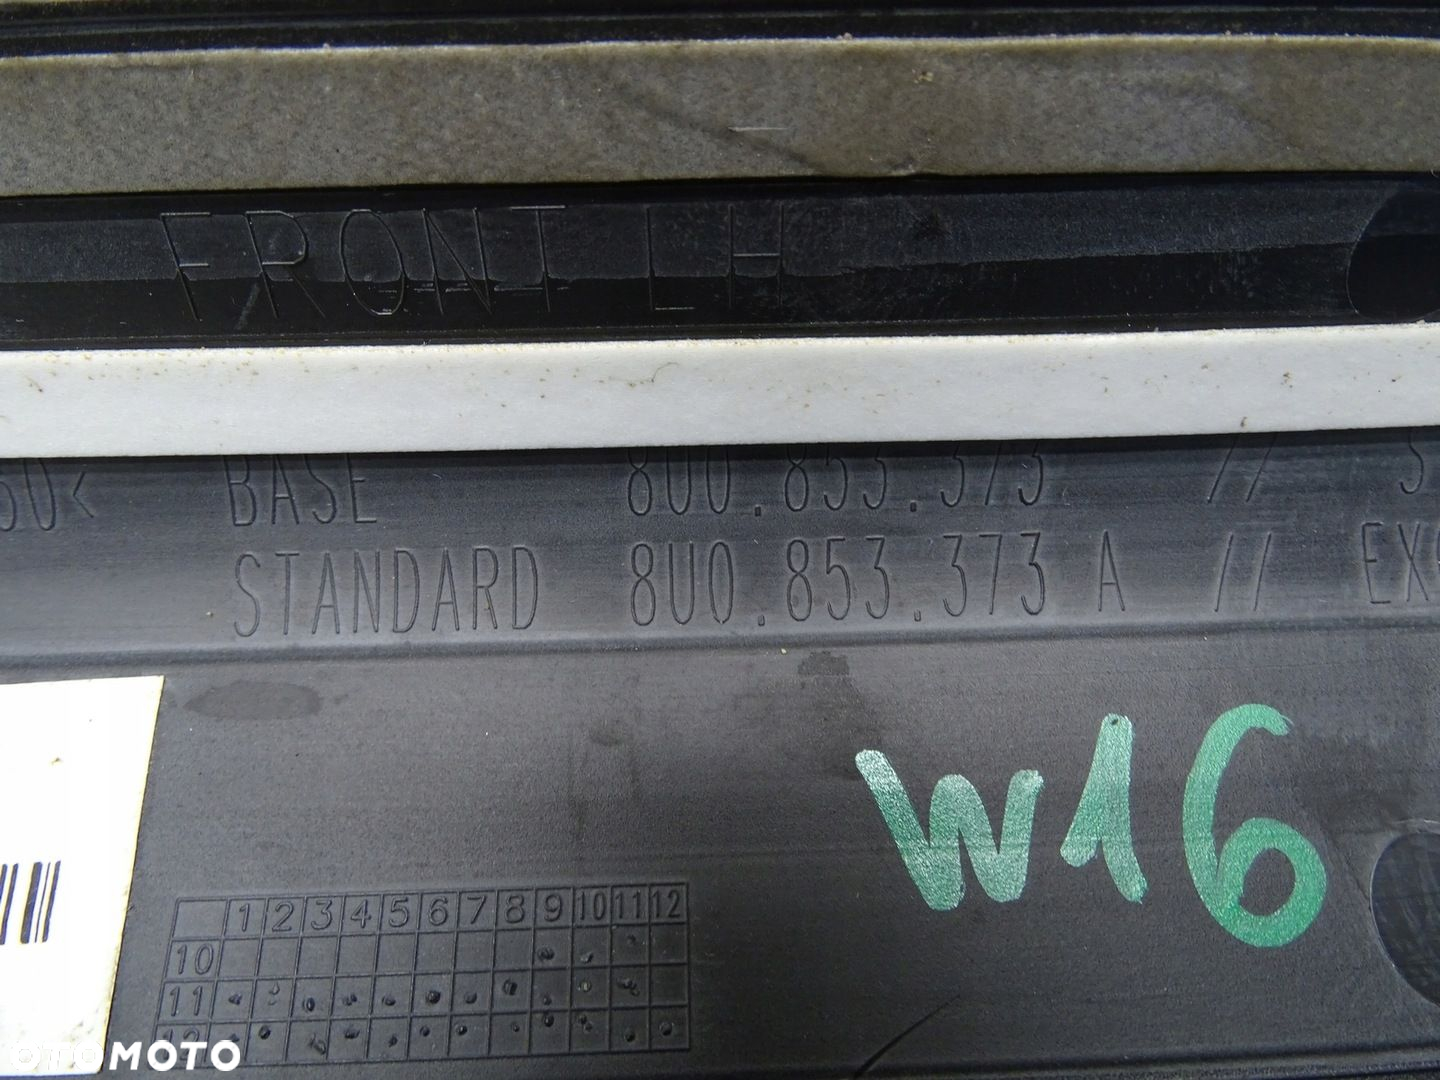 FRONT LH
BASE 8U0.853.373 //
STANDARD 8U0.853.373 A //
W16
1 2 3 4 5 6 7 8 9 10 11 12
10
11
12
OTOMOTO